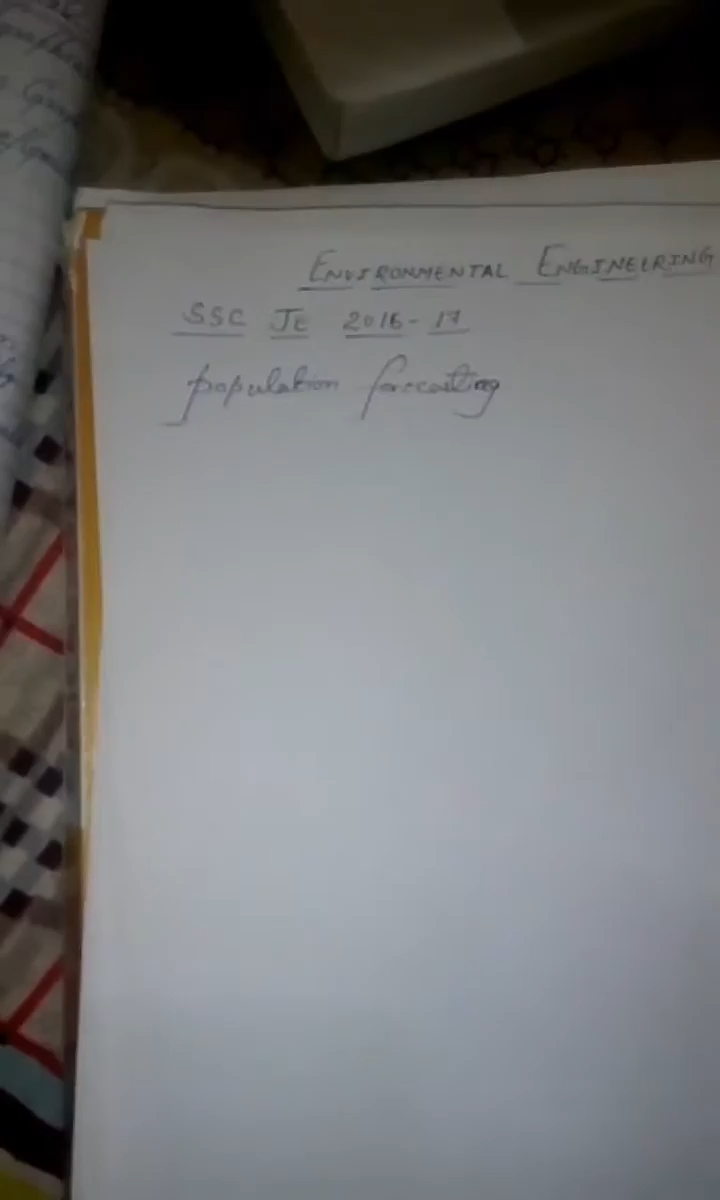 ENVIRONMENTAL ENGINEERING
SSC JE 2016-17
population forecasting